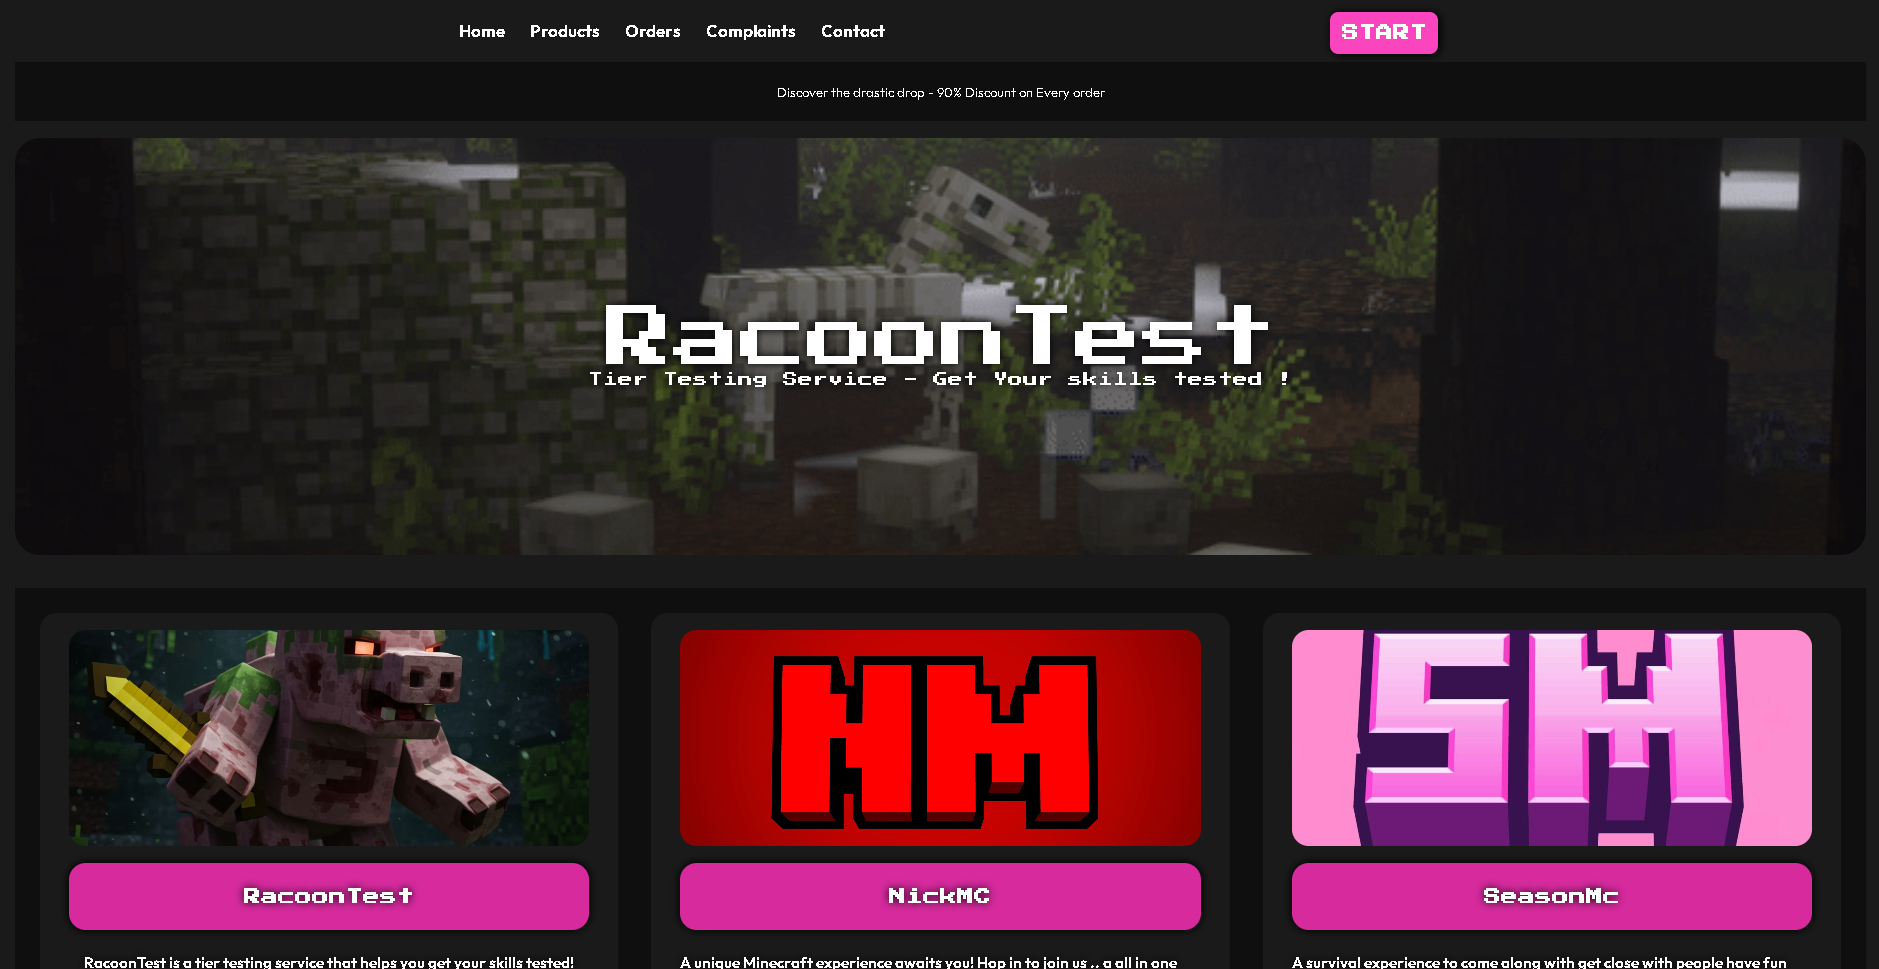 Home Products Orders Complaints Contact START
Discover the drastic drop - 90% Discount on Every order
RacoonTest
Tier Testing Service - Get Your skills tested !
NM
SM
RacoonTest
NickMC
SeasonMc
RacoonTest is a tier testing service that helps you get your skills tested!
A unique Minecraft experience awaits you! Hop in to join us .. a all in one
A survival experience to come along with get close with people have fun